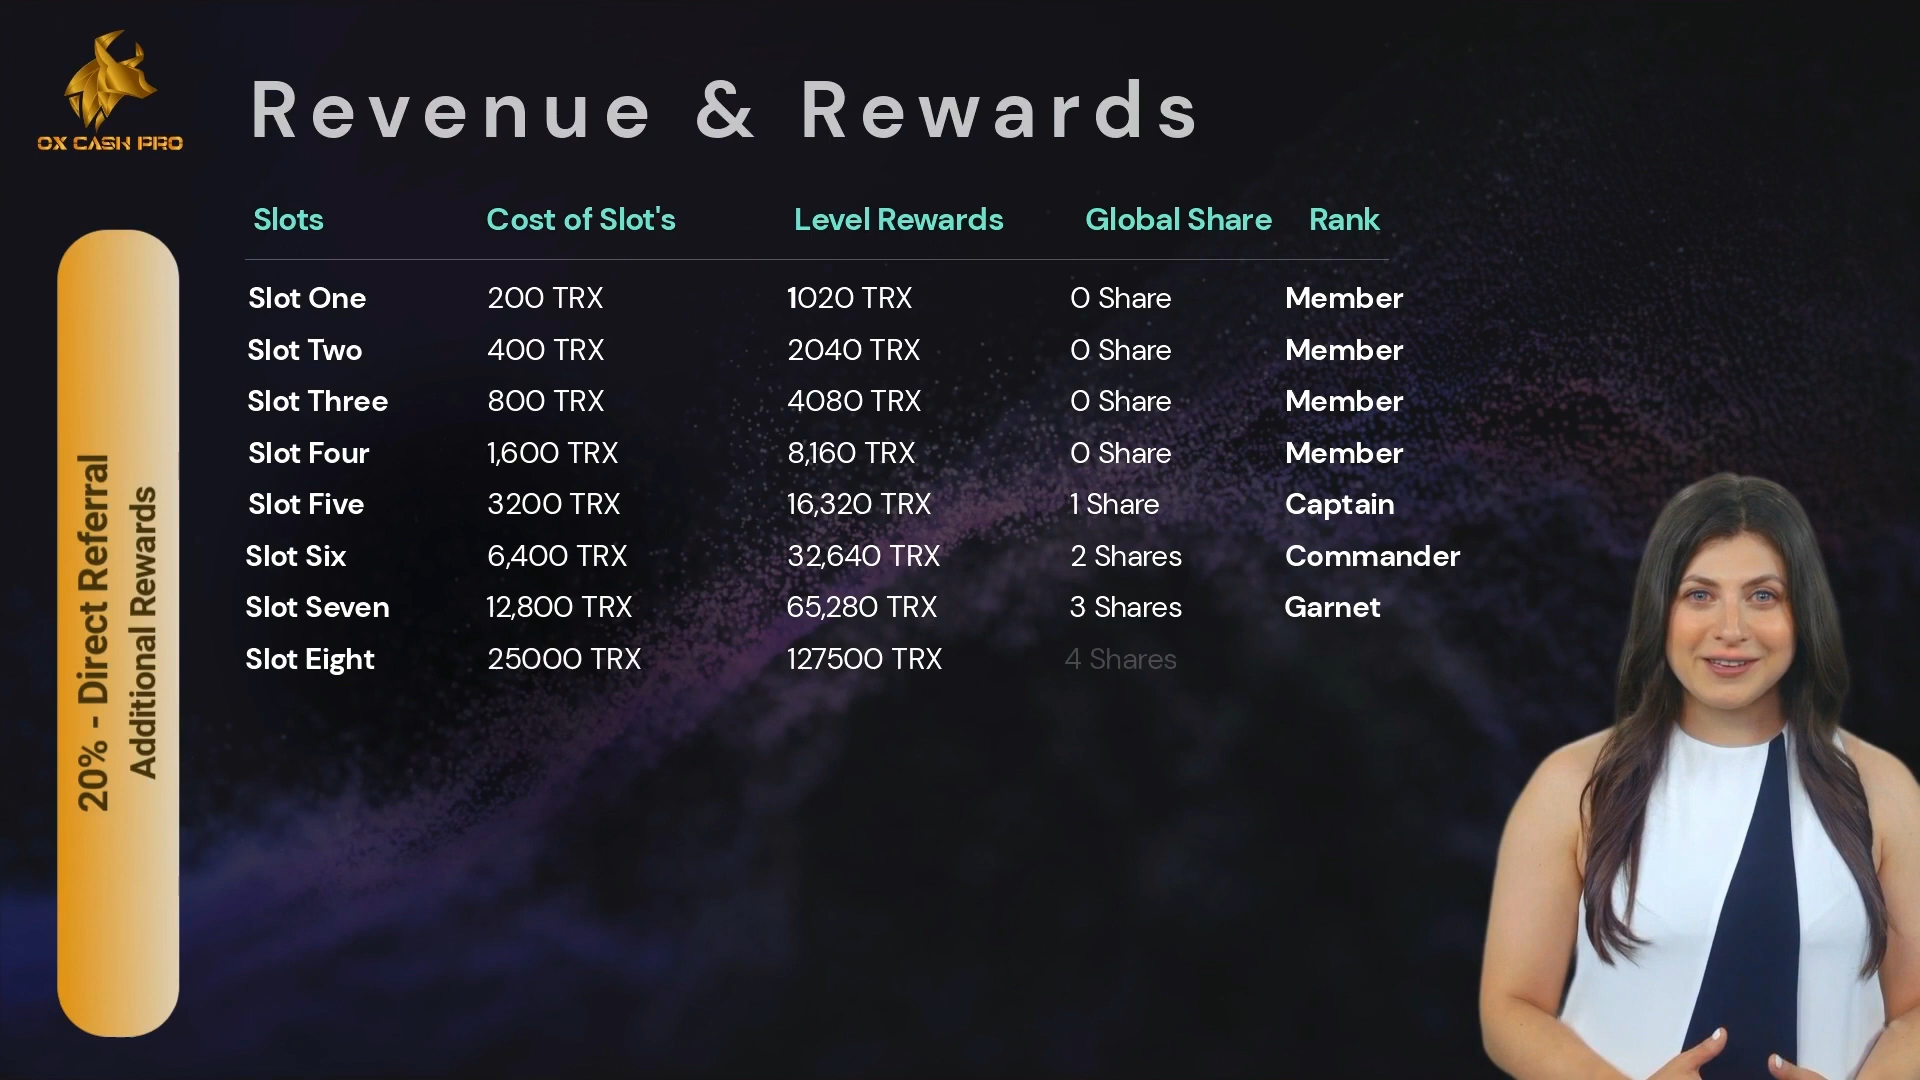 OX CASH PRO
Revenue & Rewards
Slots Cost of Slot's Level Rewards Global Share Rank
Slot One 200 TRX 1020 TRX 0 Share Member
Slot Two 400 TRX 2040 TRX 0 Share Member
Slot Three 800 TRX 4080 TRX 0 Share Member
Slot Four 1,600 TRX 8,160 TRX 0 Share Member
Slot Five 3200 TRX 16,320 TRX 1 Share Captain
Slot Six 6,400 TRX 32,640 TRX 2 Shares Commander
Slot Seven 12,800 TRX 65,280 TRX 3 Shares Garnet
Slot Eight 25000 TRX 127500 TRX 4 Shares
20% - Direct Referral
Additional Rewards